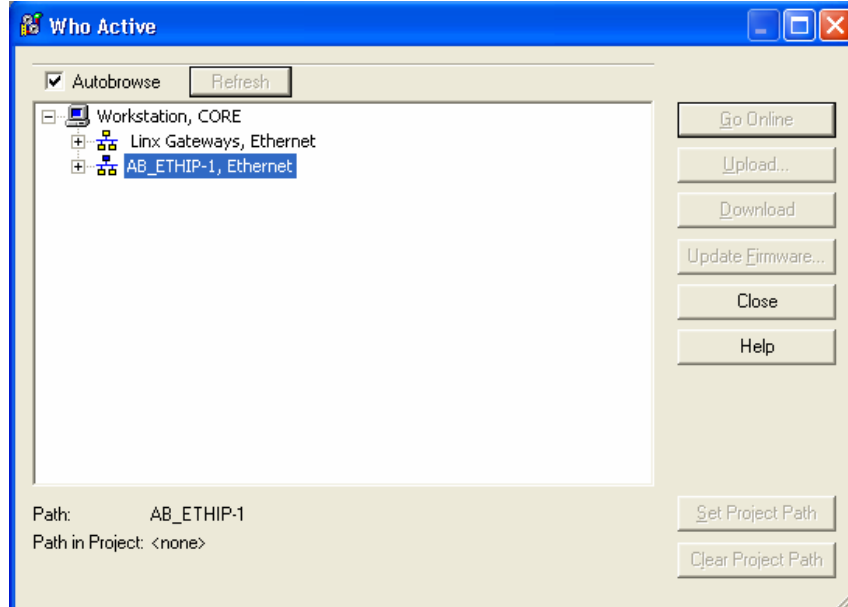 Who Active
Autobrowse Refresh
Workstation, CORE
Linx Gateways, Ethernet
AB_ETHIP-1, Ethernet
Go Online
Upload...
Download
Update Firmware...
Close
Help
Path: AB_ETHIP-1
Path in Project: <none>
Set Project Path
Clear Project Path